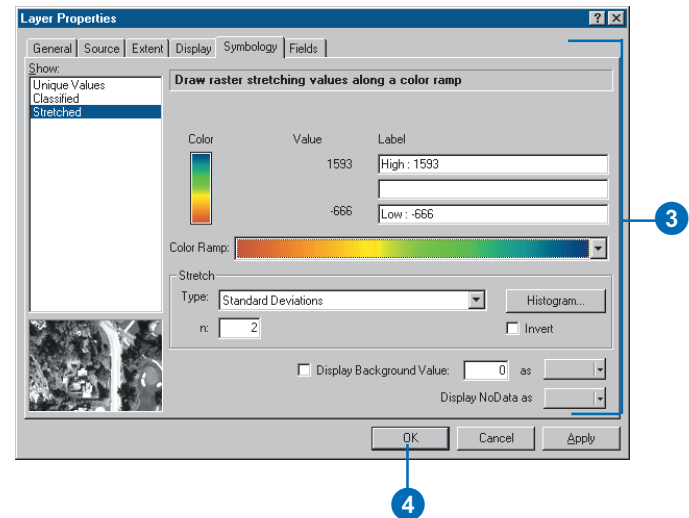 Layer Properties
? X
General Source Extent Display Symbology Fields
Show:
Unique Values
Classified
Stretched
Draw raster stretching values along a color ramp
Color Value Label
1593 High : 1593
-666 Low : -666
Color Ramp:
Stretch
Type: Standard Deviations
Histogram...
n: 2
Invert
Display Background Value: 0 as
Display NoData as
OK Cancel Apply
3
4